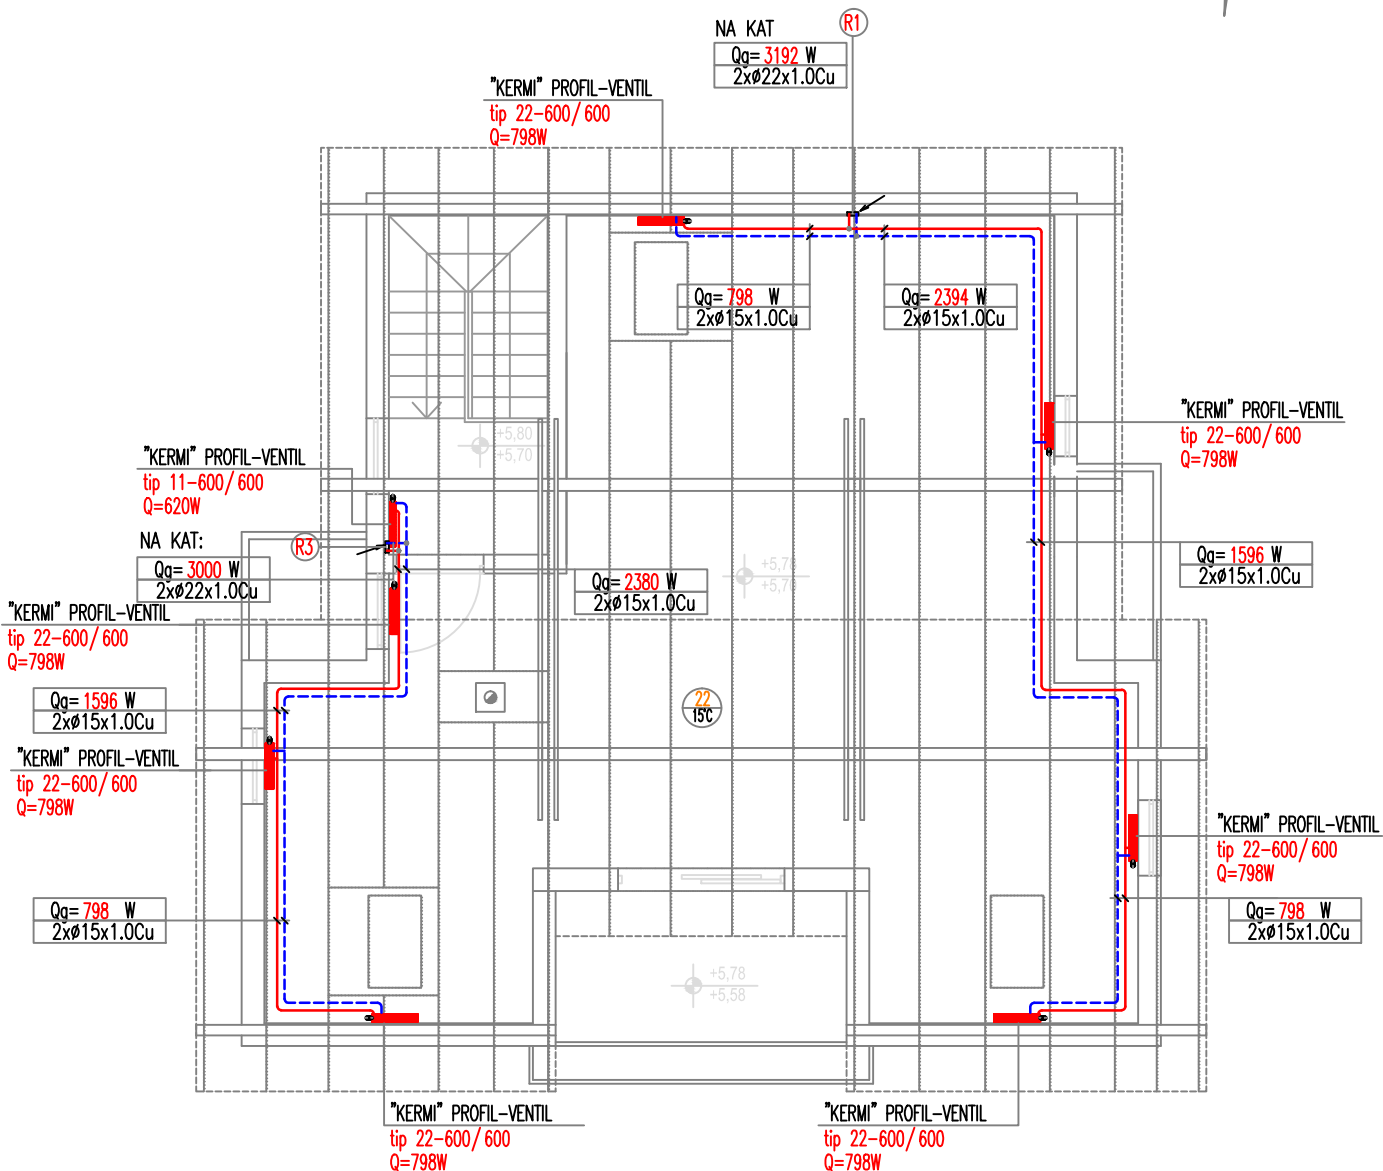 NA KAT
R1
Qg= 3192 W
2xø22x1.0Cu
"KERMI" PROFIL-VENTIL
tip 22-600/600
Q=798W
Qg= 798 W
2xø15x1.0Cu
Qg= 2394 W
2xø15x1.0Cu
"KERMI" PROFIL-VENTIL
tip 22-600/600
Q=798W
+5,80
+5,70
"KERMI" PROFIL-VENTIL
tip 11-600/600
Q=620W
NA KAT:
R3
Qg= 3000 W
2xø22x1.0Cu
Qg= 2380 W
2xø15x1.0Cu
+5,76
+5,70
Qg= 1596 W
2xø15x1.0Cu
"KERMI" PROFIL-VENTIL
tip 22-600/600
Q=798W
Qg= 1596 W
2xø15x1.0Cu
22
15°C
"KERMI" PROFIL-VENTIL
tip 22-600/600
Q=798W
"KERMI" PROFIL-VENTIL
tip 22-600/600
Q=798W
Qg= 798 W
2xø15x1.0Cu
Qg= 798 W
2xø15x1.0Cu
+5,78
+5,58
"KERMI" PROFIL-VENTIL
tip 22-600/600
Q=798W
"KERMI" PROFIL-VENTIL
tip 22-600/600
Q=798W